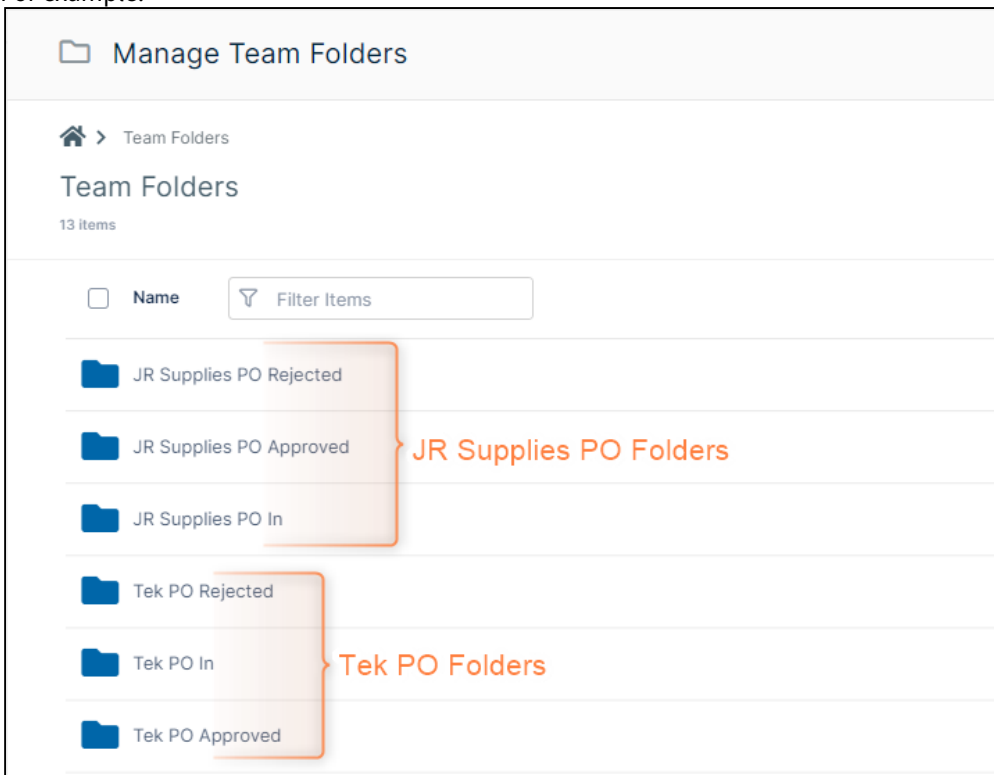 For example:
Manage Team Folders
Team Folders
Team Folders
13 items
Name Filter Items
JR Supplies PO Rejected
JR Supplies PO Approved
JR Supplies PO Folders
JR Supplies PO In
Tek PO Rejected
Tek PO In
Tek PO Folders
Tek PO Approved